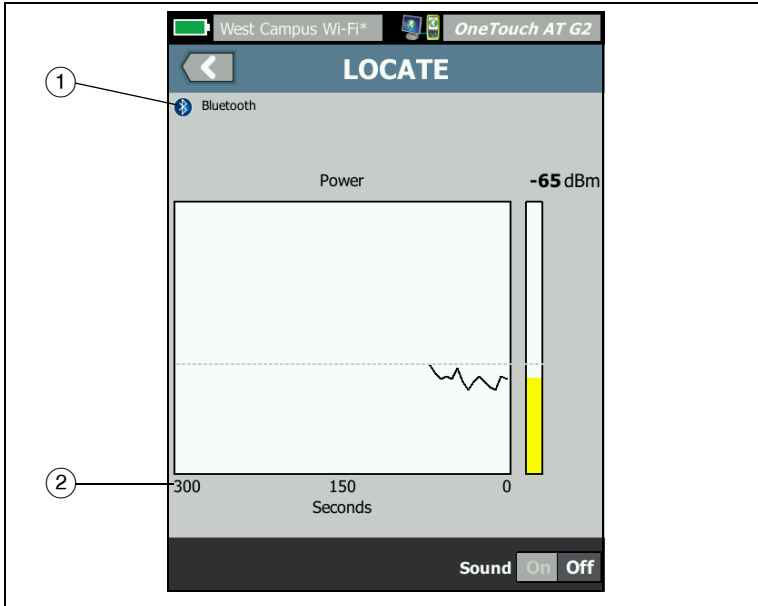 West Campus Wi-Fi* OneTouch AT G2
LOCATE
1
Bluetooth
Power -65 dBm
2
300 150 0
Seconds
Sound On Off